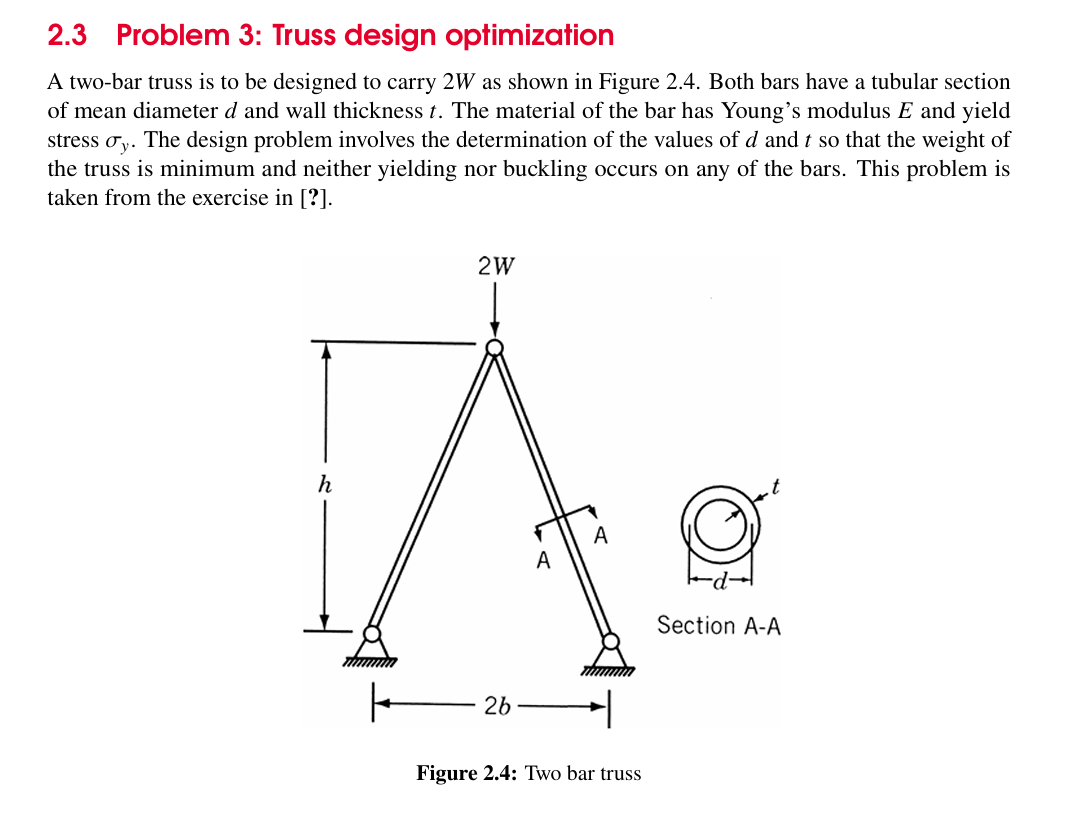 2.3 Problem 3: Truss design optimization
A two-bar truss is to be designed to carry 2W as shown in Figure 2.4. Both bars have a tubular section
of mean diameter d and wall thickness t. The material of the bar has Young's modulus E and yield
stress σy. The design problem involves the determination of the values of d and t so that the weight of
the truss is minimum and neither yielding nor buckling occurs on any of the bars. This problem is
taken from the exercise in [?].
2W
h
t
A
A
d
Section A-A
2b
Figure 2.4: Two bar truss